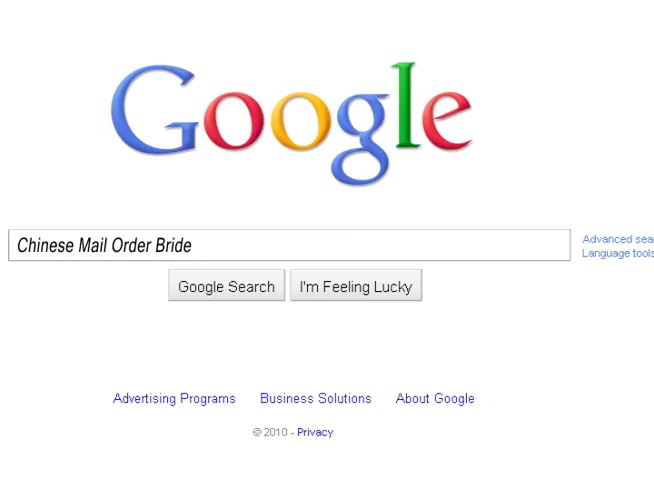 Google
Chinese Mail Order Bride
Advanced sea
Language tools
Google Search
I'm Feeling Lucky
Advertising Programs
Business Solutions
About Google
© 2010 - Privacy